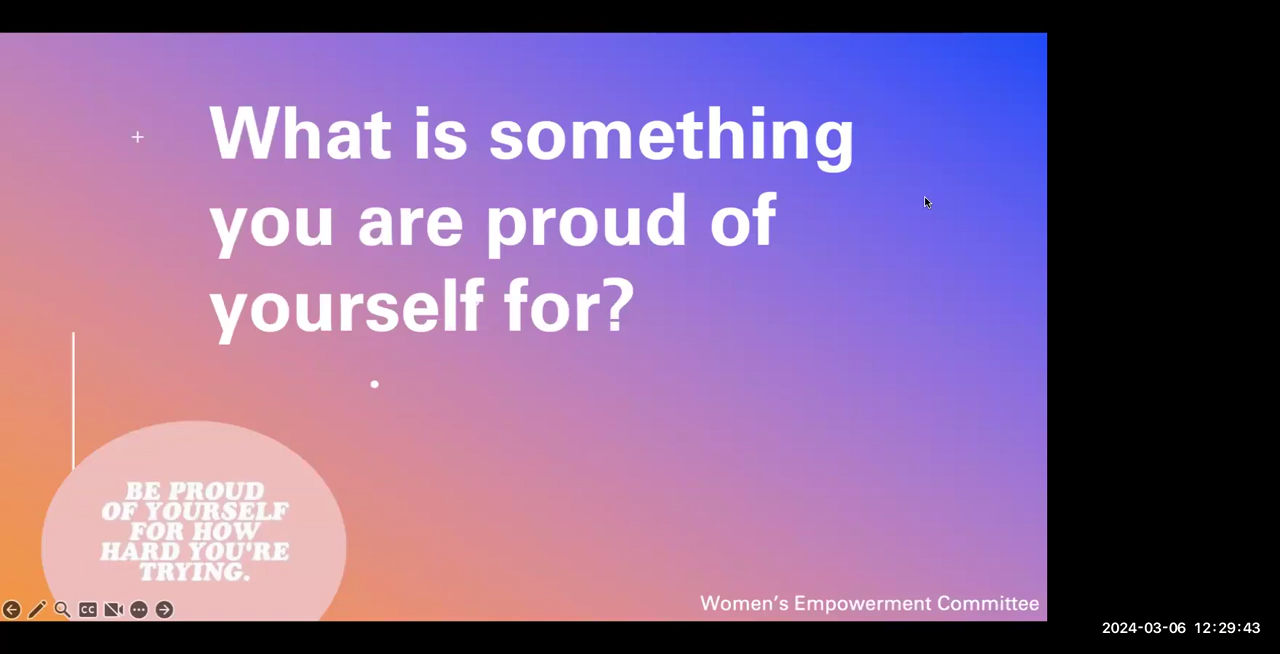 What is something
you are proud of
yourself for?
BE PROUD
OF YOURSELF
FOR HOW
HARD YOU'RE
TRYING.
CC
Women’s Empowerment Committee
2024-03-06 12:29:43